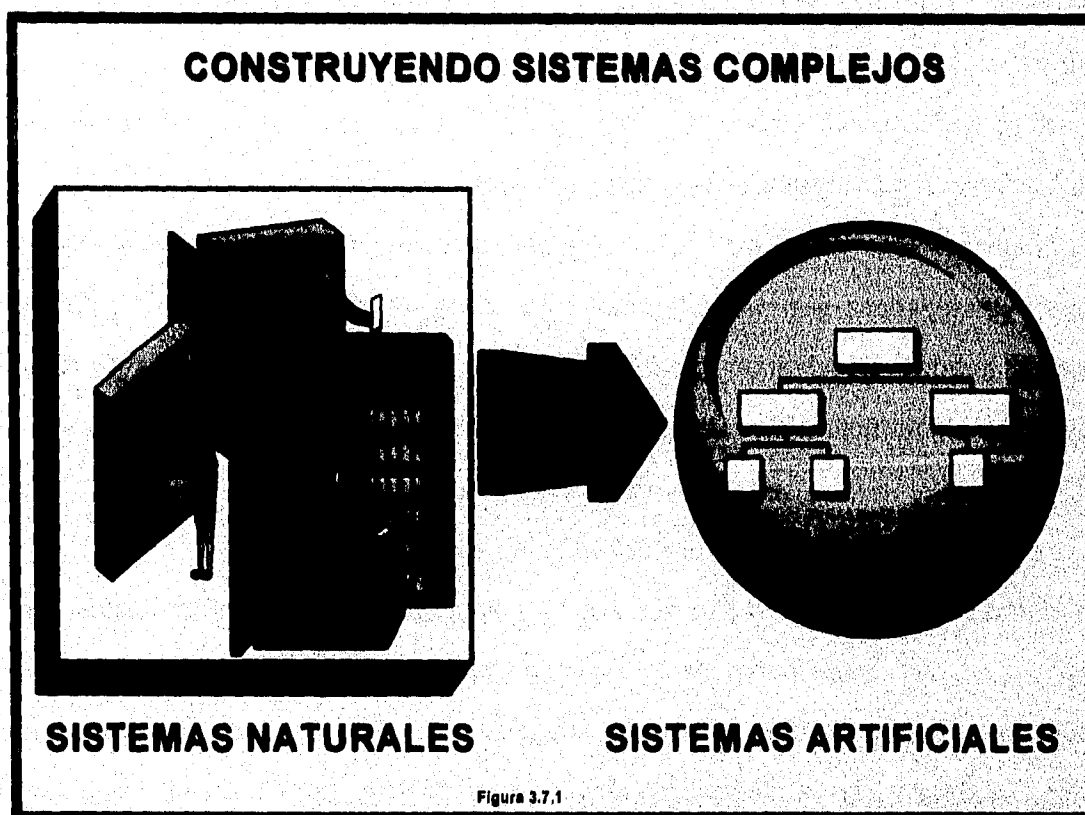 CONSTRUYENDO SISTEMAS COMPLEJOS
SISTEMAS NATURALES
SISTEMAS ARTIFICIALES
Figura 3.7.1